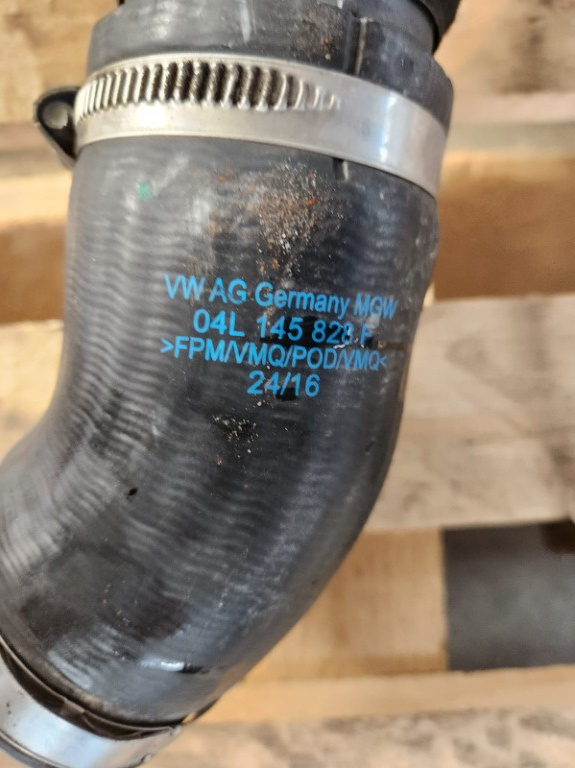 VW AG Germany MGW
04L 145 828 F
>FPM/VMQ/POD/VMQ<
24/16